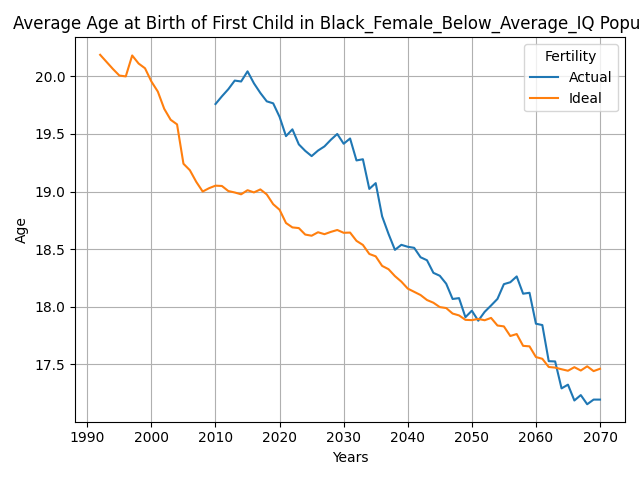 Average Age at Birth of First Child in Black_Female_Below_Average_IQ Popu
Fertility
Actual
Ideal
20.0
19.5
19.0
18.5
18.0
17.5
Age
1990 2000 2010 2020 2030 2040 2050 2060 2070
Years